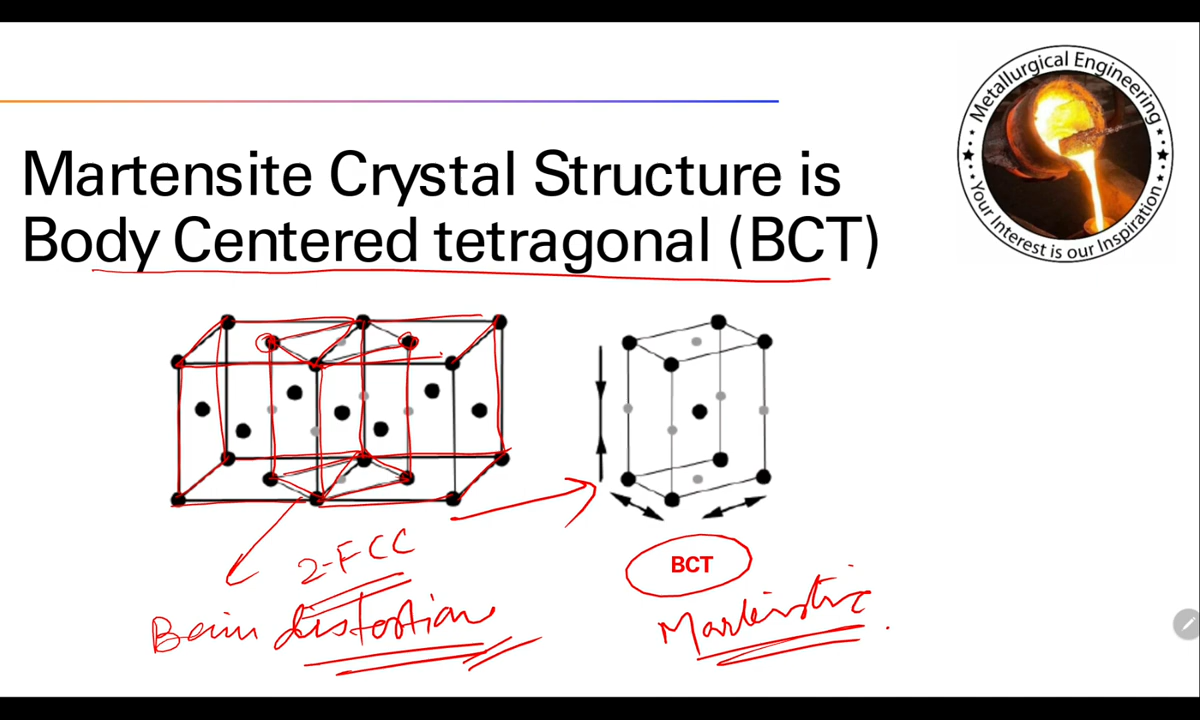 Metallurgical Engineering
Your Interest is our Inspiration
Martensite Crystal Structure is
Body Centered tetragonal (BCT)
2-FCC
Bain distortion
BCT